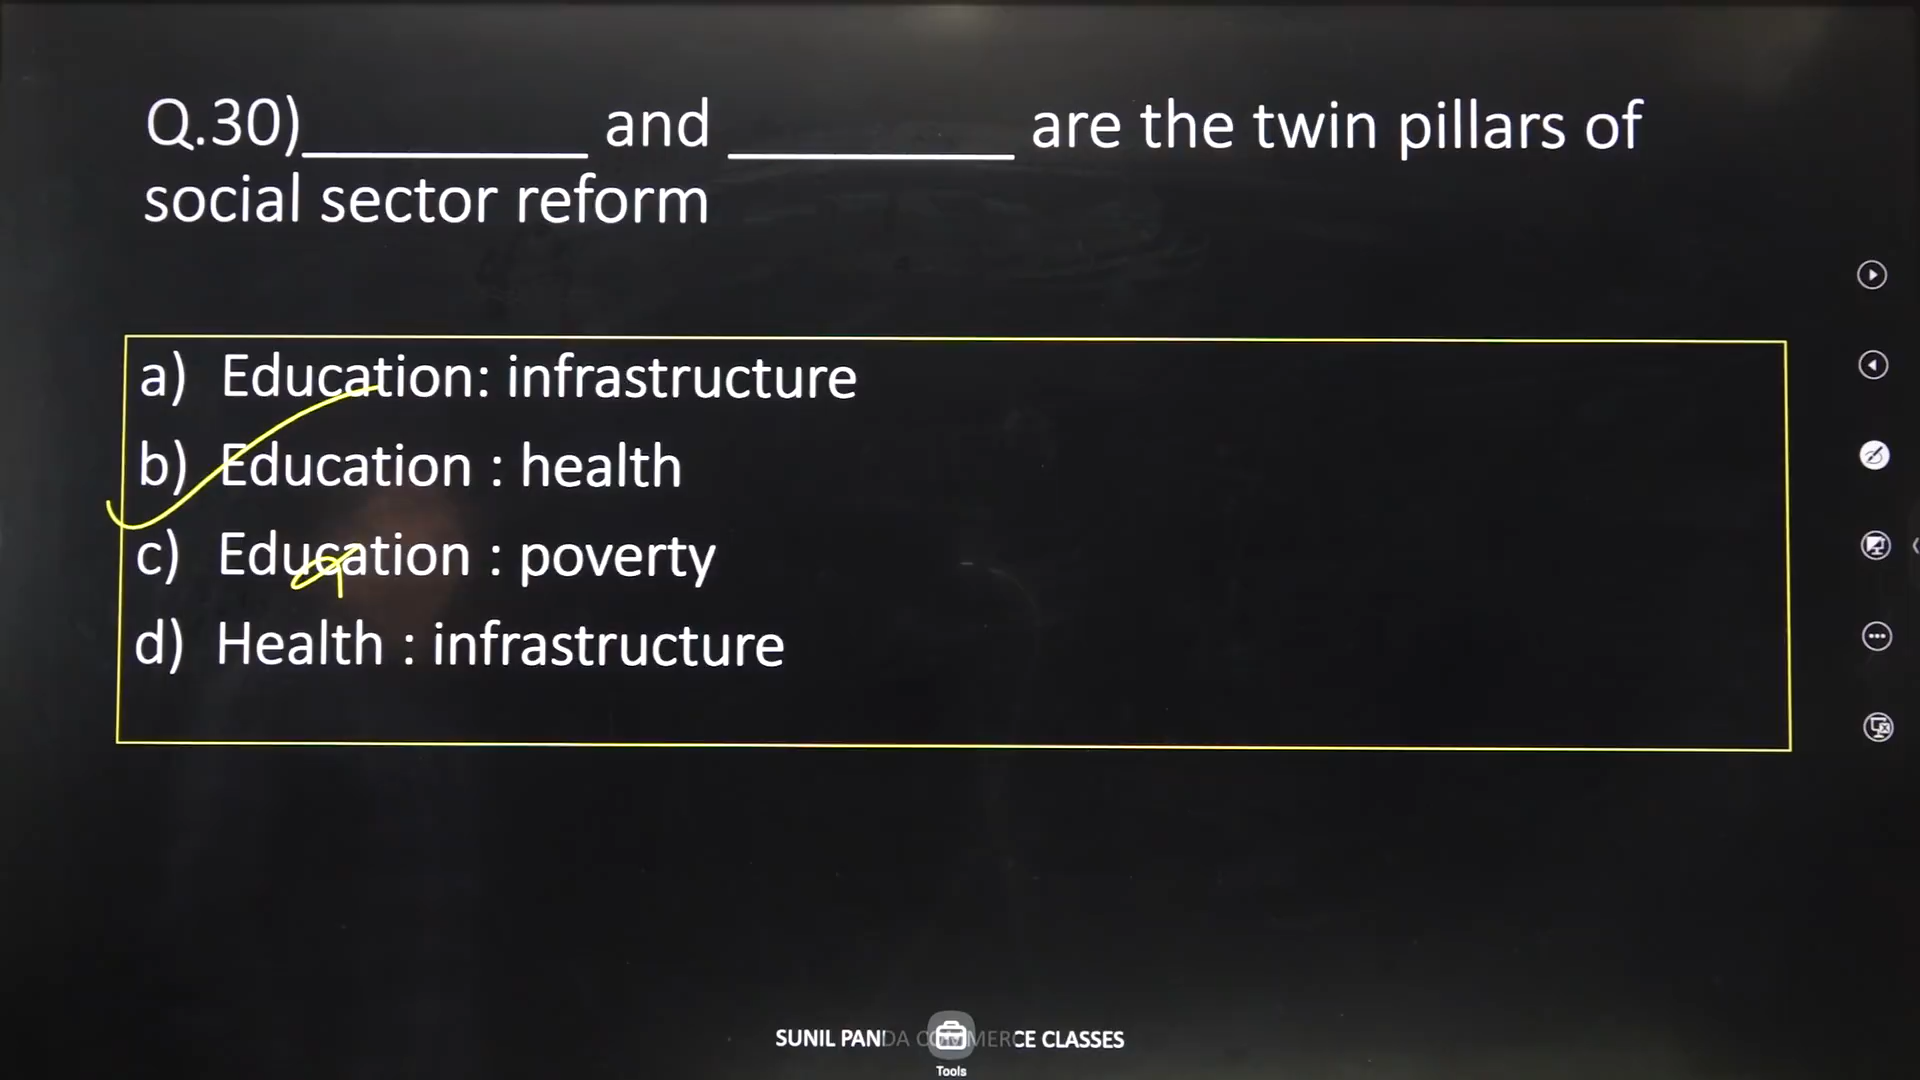 Q.30)__________ and __________ are the twin pillars of
social sector reform
a) Education: infrastructure
b) Education : health
c) Education : poverty
d) Health : infrastructure
SUNIL PANDA COMMERCE CLASSES
Tools